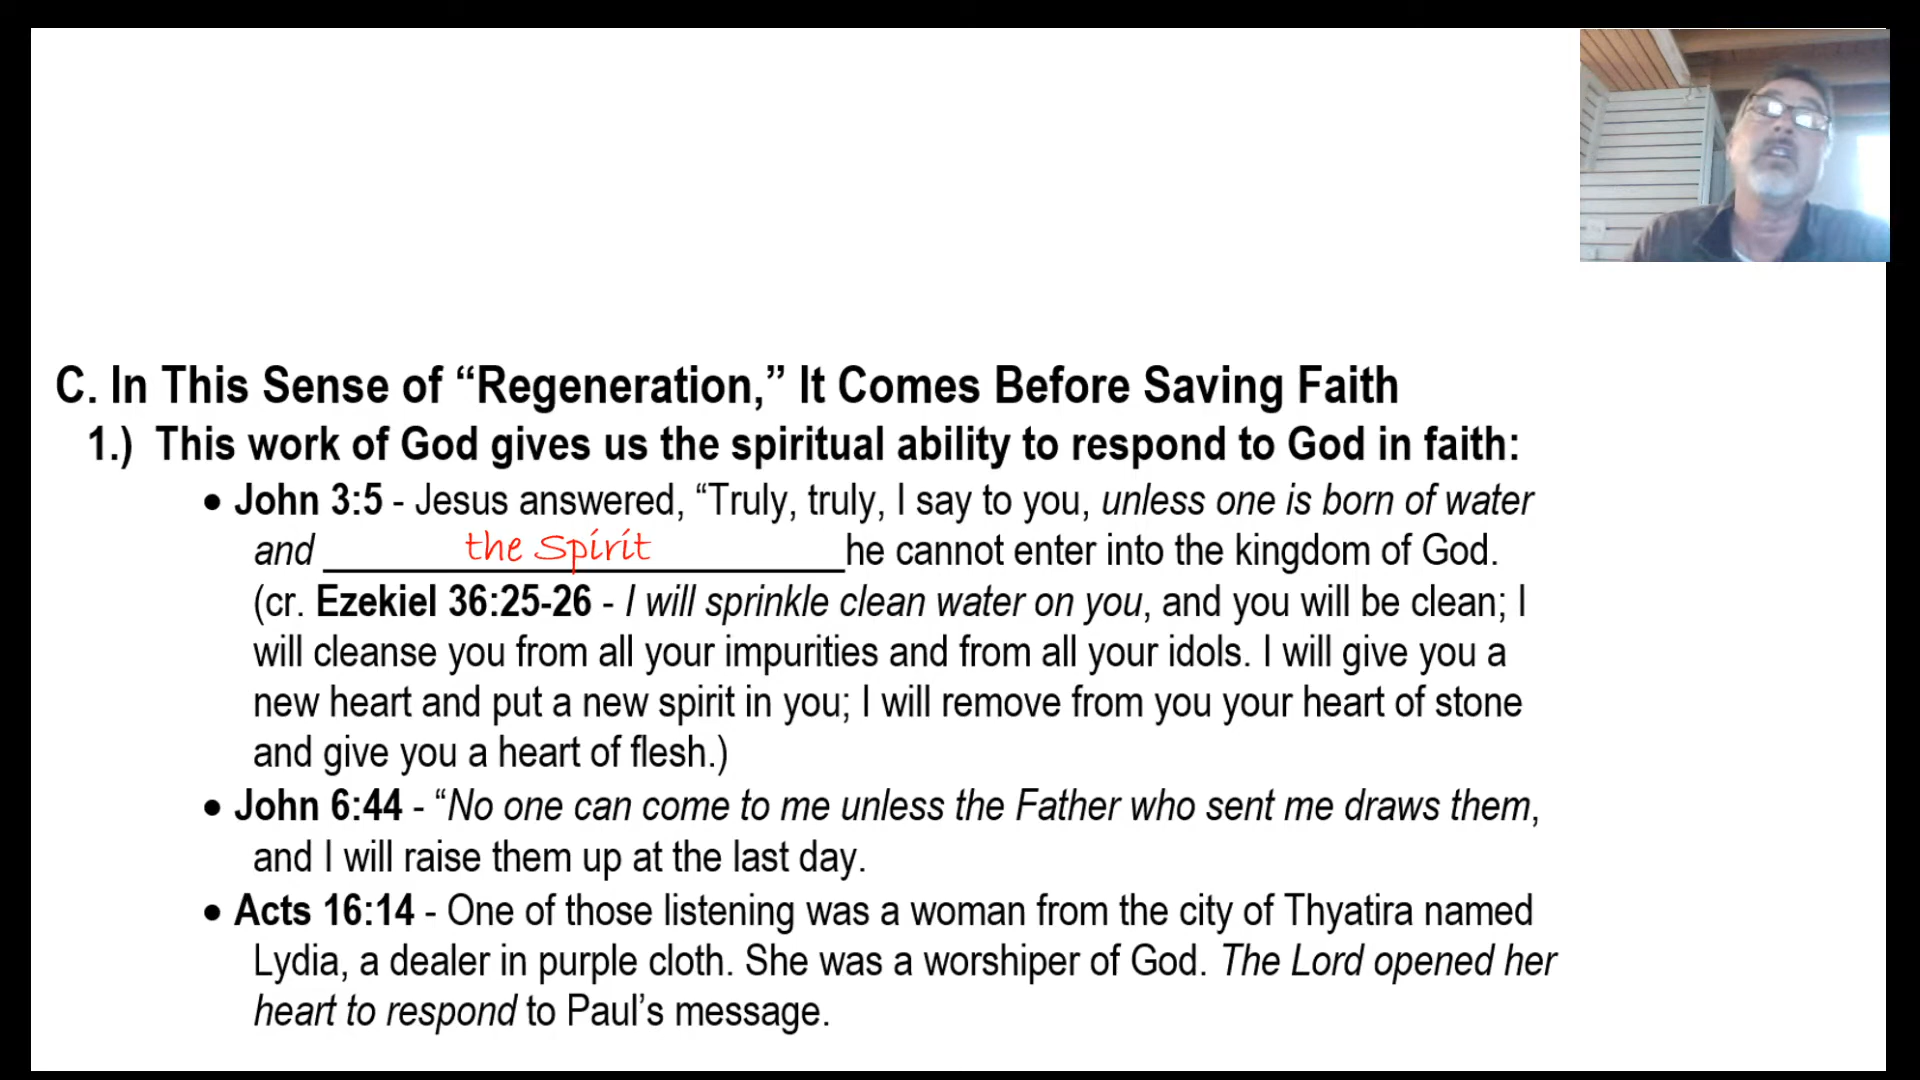 C. In This Sense of “Regeneration,” It Comes Before Saving Faith
1.) This work of God gives us the spiritual ability to respond to God in faith:
• John 3:5 - Jesus answered, “Truly, truly, I say to you, unless one is born of water
and the Spirit he cannot enter into the kingdom of God.
(cr. Ezekiel 36:25-26 - I will sprinkle clean water on you, and you will be clean; I
will cleanse you from all your impurities and from all your idols. I will give you a
new heart and put a new spirit in you; I will remove from you your heart of stone
and give you a heart of flesh.)
• John 6:44 - “No one can come to me unless the Father who sent me draws them,
and I will raise them up at the last day.
• Acts 16:14 - One of those listening was a woman from the city of Thyatira named
Lydia, a dealer in purple cloth. She was a worshiper of God. The Lord opened her
heart to respond to Paul’s message.